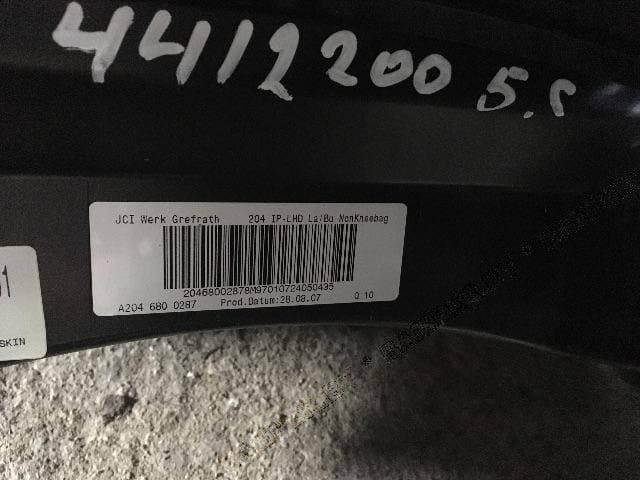 4412200 5.5
JCI Werk Grefrath 204 IP-LHD La/Bu NonKneebag
20468002878M97010724050435
A204 680 0287 Prod.Datum:28.08.07 Q 10
SKIN